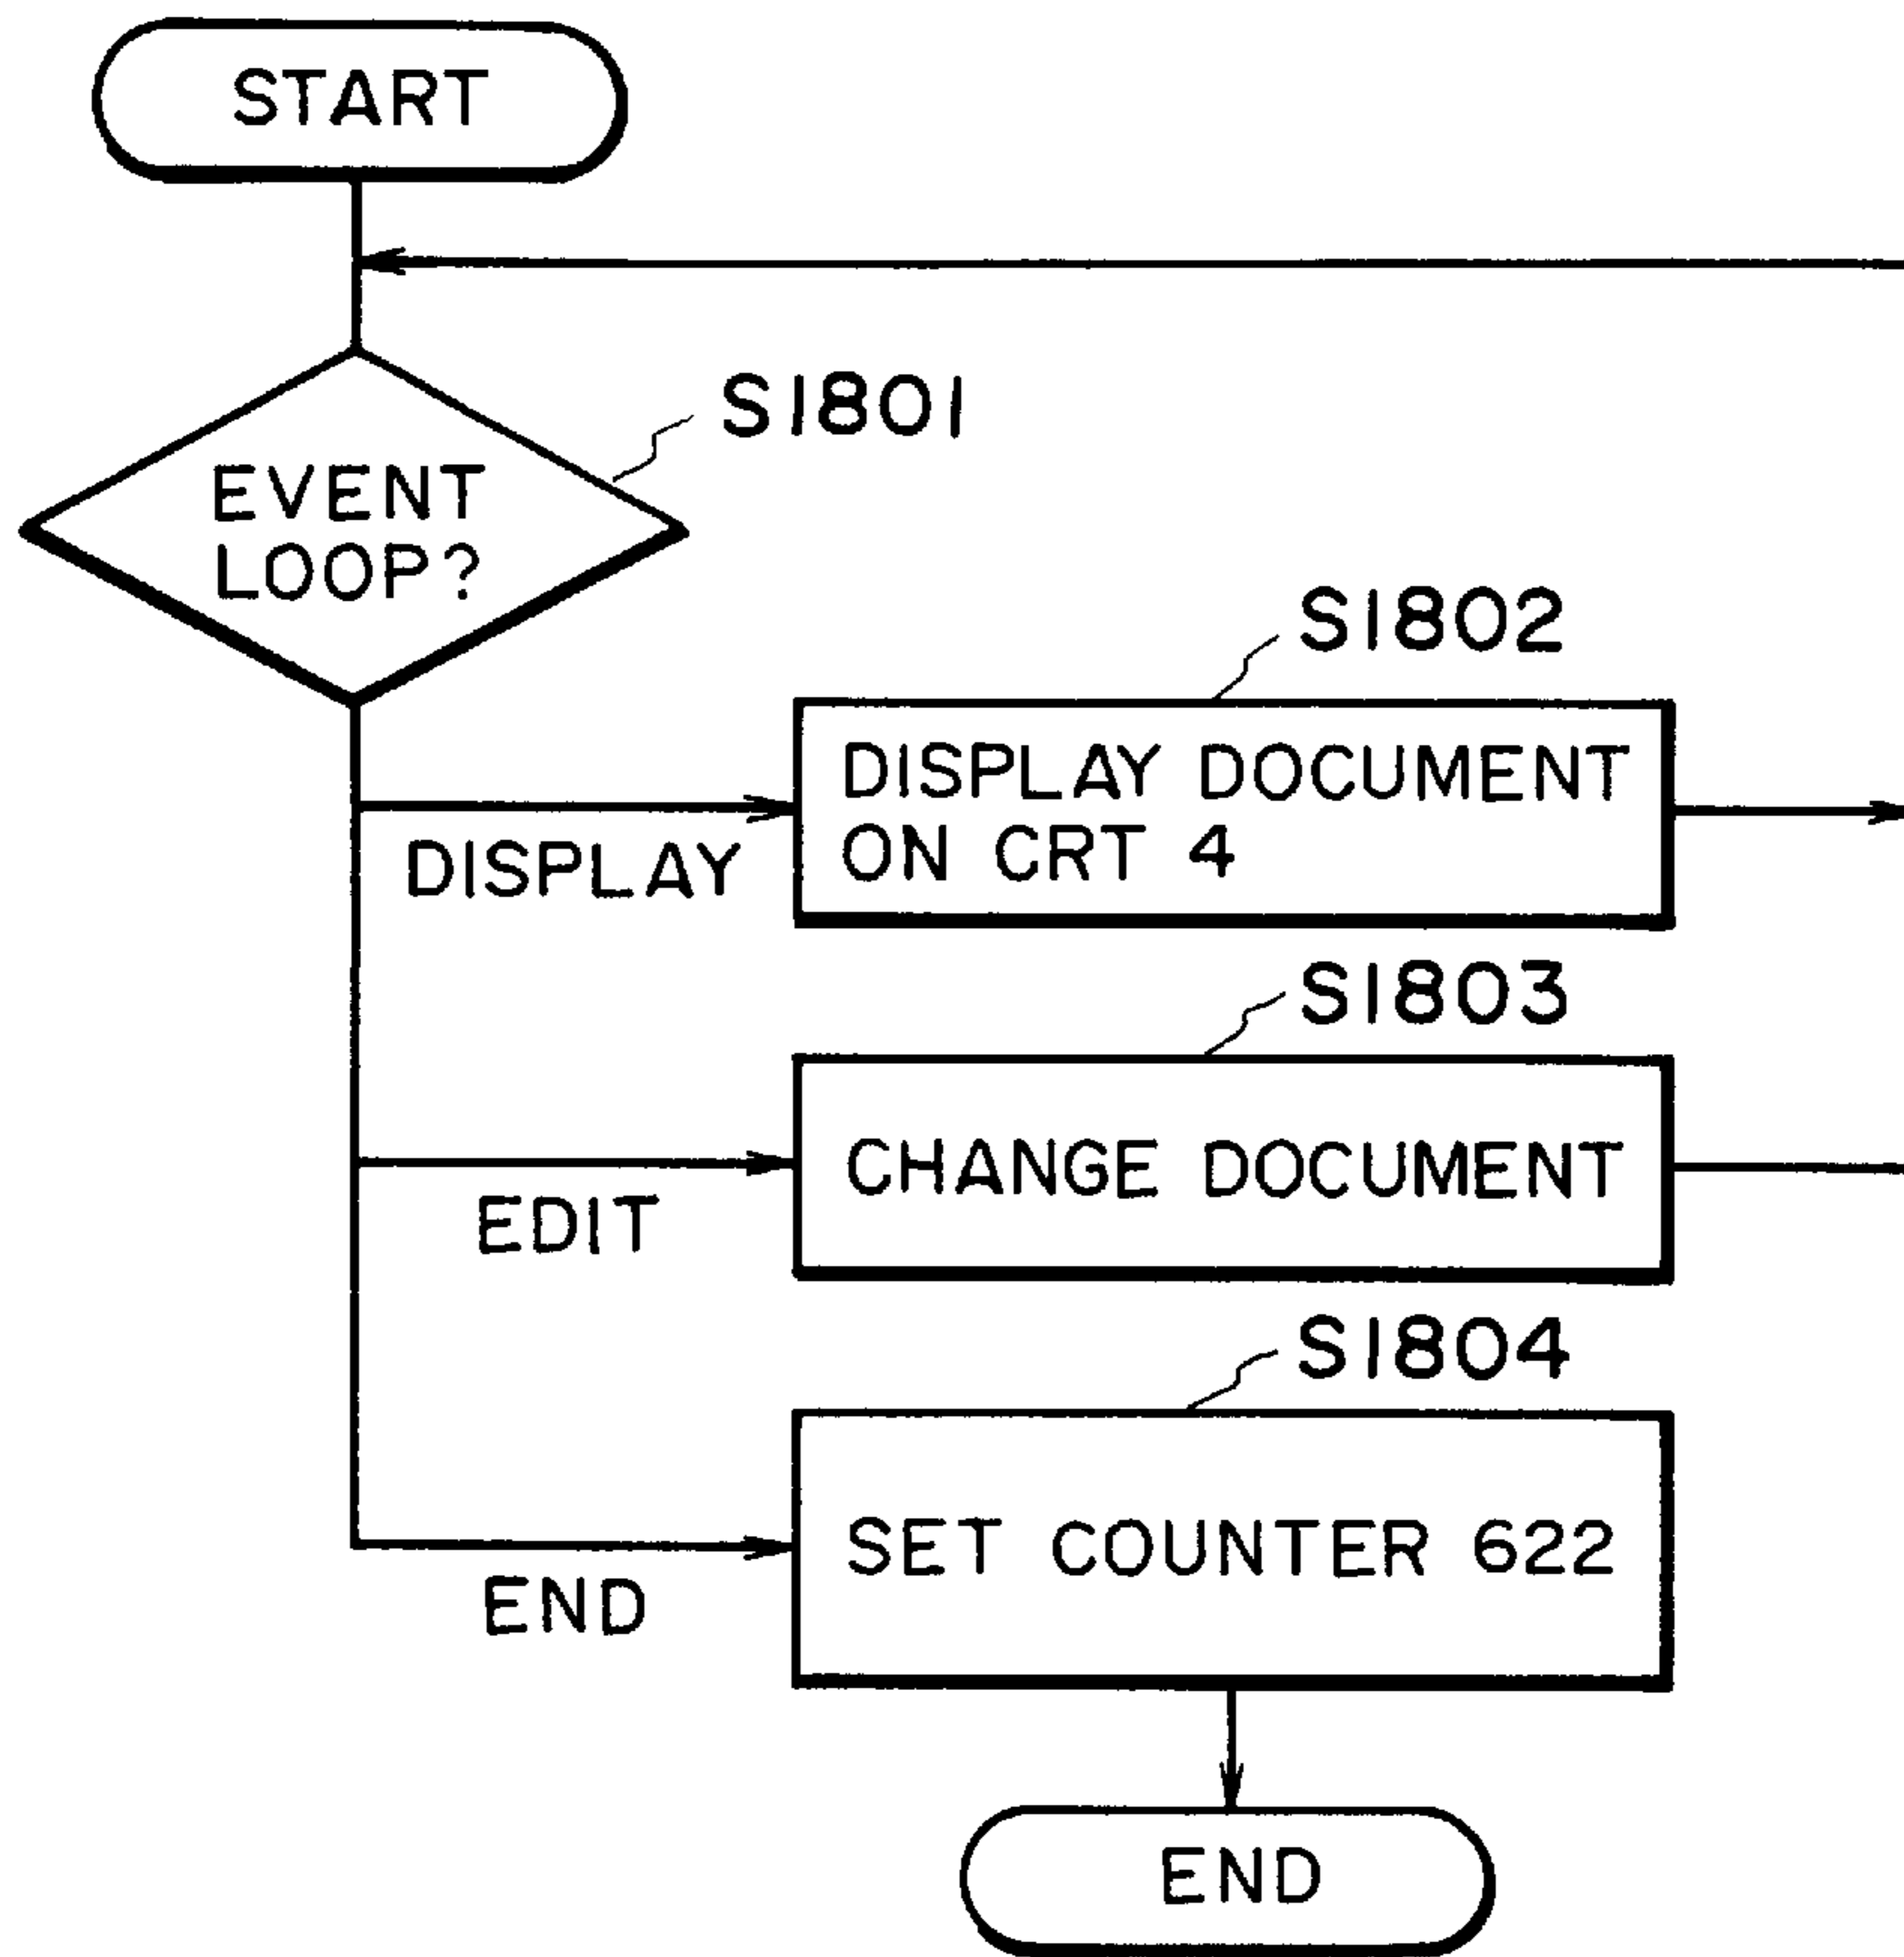 START
S1801
EVENT
LOOP?
S1802
DISPLAY DOCUMENT
ON CRT 4
DISPLAY
S1803
CHANGE DOCUMENT
EDIT
S1804
SET COUNTER 622
END
END